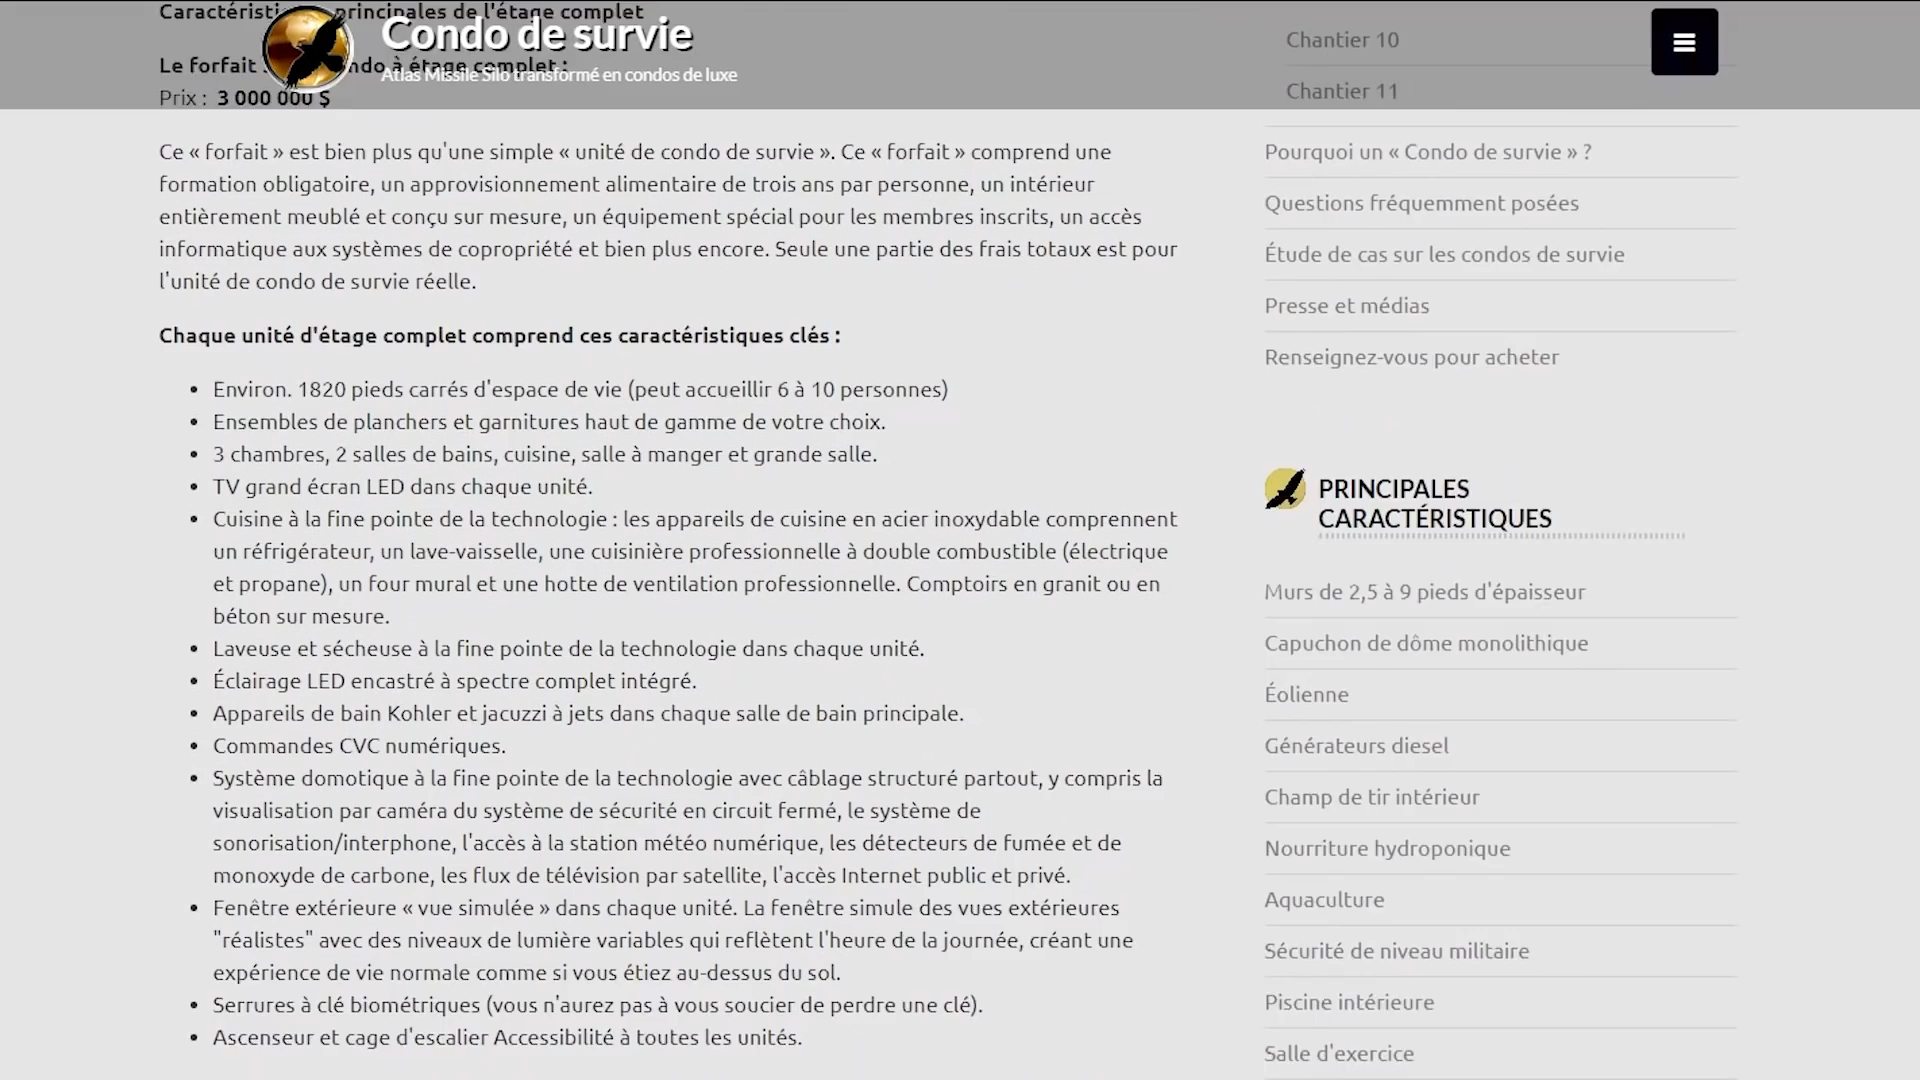 Caractéristi principales de l'étage complet
Condo de survie
Le forfait ndo à étage complet :
Atlas Missile Silo transformé en condos de luxe
Prix : 3 000 000 $
Ce « forfait » est bien plus qu'une simple « unité de condo de survie ». Ce « forfait » comprend une
formation obligatoire, un approvisionnement alimentaire de trois ans par personne, un intérieur
entièrement meublé et conçu sur mesure, un équipement spécial pour les membres inscrits, un accès
informatique aux systèmes de copropriété et bien plus encore. Seule une partie des frais totaux est pour
l'unité de condo de survie réelle.
Chaque unité d'étage complet comprend ces caractéristiques clés :
• Environ. 1820 pieds carrés d'espace de vie (peut accueillir 6 à 10 personnes)
• Ensembles de planchers et garnitures haut de gamme de votre choix.
• 3 chambres, 2 salles de bains, cuisine, salle à manger et grande salle.
• TV grand écran LED dans chaque unité.
• Cuisine à la fine pointe de la technologie : les appareils de cuisine en acier inoxydable comprennent
un réfrigérateur, un lave-vaisselle, une cuisinière professionnelle à double combustible (électrique
et propane), un four mural et une hotte de ventilation professionnelle. Comptoirs en granit ou en
béton sur mesure.
• Laveuse et sécheuse à la fine pointe de la technologie dans chaque unité.
• Éclairage LED encastré à spectre complet intégré.
• Appareils de bain Kohler et jacuzzi à jets dans chaque salle de bain principale.
• Commandes CVC numériques.
• Système domotique à la fine pointe de la technologie avec câblage structuré partout, y compris la
visualisation par caméra du système de sécurité en circuit fermé, le système de
sonorisation/interphone, l'accès à la station météo numérique, les détecteurs de fumée et de
monoxyde de carbone, les flux de télévision par satellite, l'accès Internet public et privé.
• Fenêtre extérieure « vue simulée » dans chaque unité. La fenêtre simule des vues extérieures
"réalistes" avec des niveaux de lumière variables qui reflètent l'heure de la journée, créant une
expérience de vie normale comme si vous étiez au-dessus du sol.
• Serrures à clé biométriques (vous n'aurez pas à vous soucier de perdre une clé).
• Ascenseur et cage d'escalier Accessibilité à toutes les unités.
Chantier 10
Chantier 11
Pourquoi un « Condo de survie » ?
Questions fréquemment posées
Étude de cas sur les condos de survie
Presse et médias
Renseignez-vous pour acheter
PRINCIPALES
CARACTÉRISTIQUES
Murs de 2,5 à 9 pieds d'épaisseur
Capuchon de dôme monolithique
Éolienne
Générateurs diesel
Champ de tir intérieur
Nourriture hydroponique
Aquaculture
Sécurité de niveau militaire
Piscine intérieure
Salle d'exercice